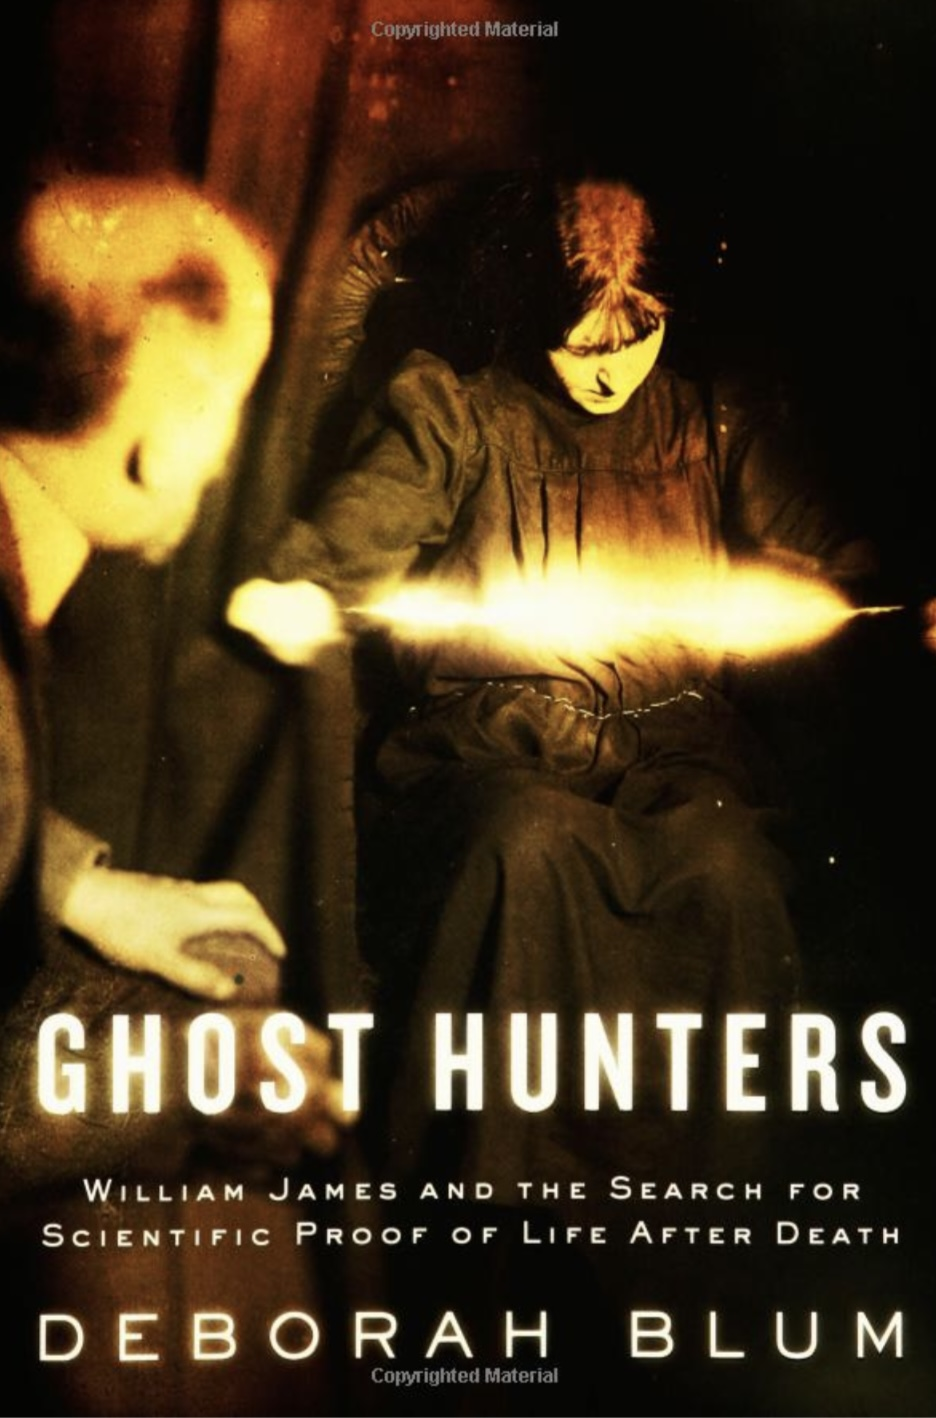 Copyrighted Material
GHOST HUNTERS
WILLIAM JAMES AND THE SEARCH FOR
SCIENTIFIC PROOF OF LIFE AFTER DEATH
DEBORAH BLUM
Copyrighted Material